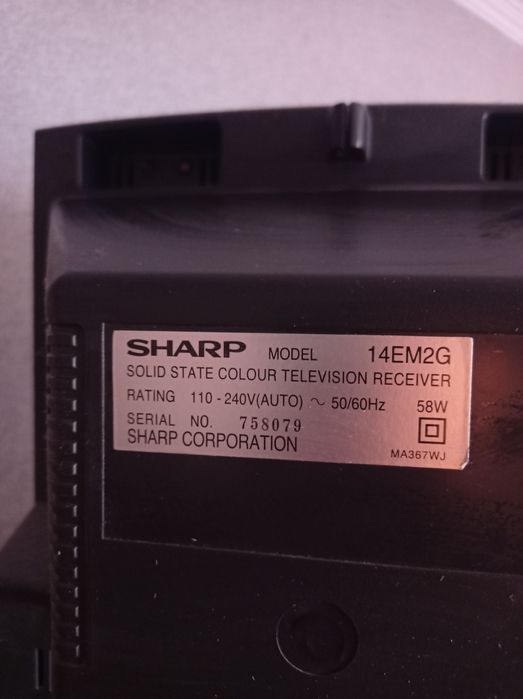 SHARP MODEL 14EM2G
SOLID STATE COLOUR TELEVISION RECEIVER
RATING 110 - 240V(AUTO) ~ 50/60Hz 58W
SERIAL NO. 758079
SHARP CORPORATION
MA367WJ